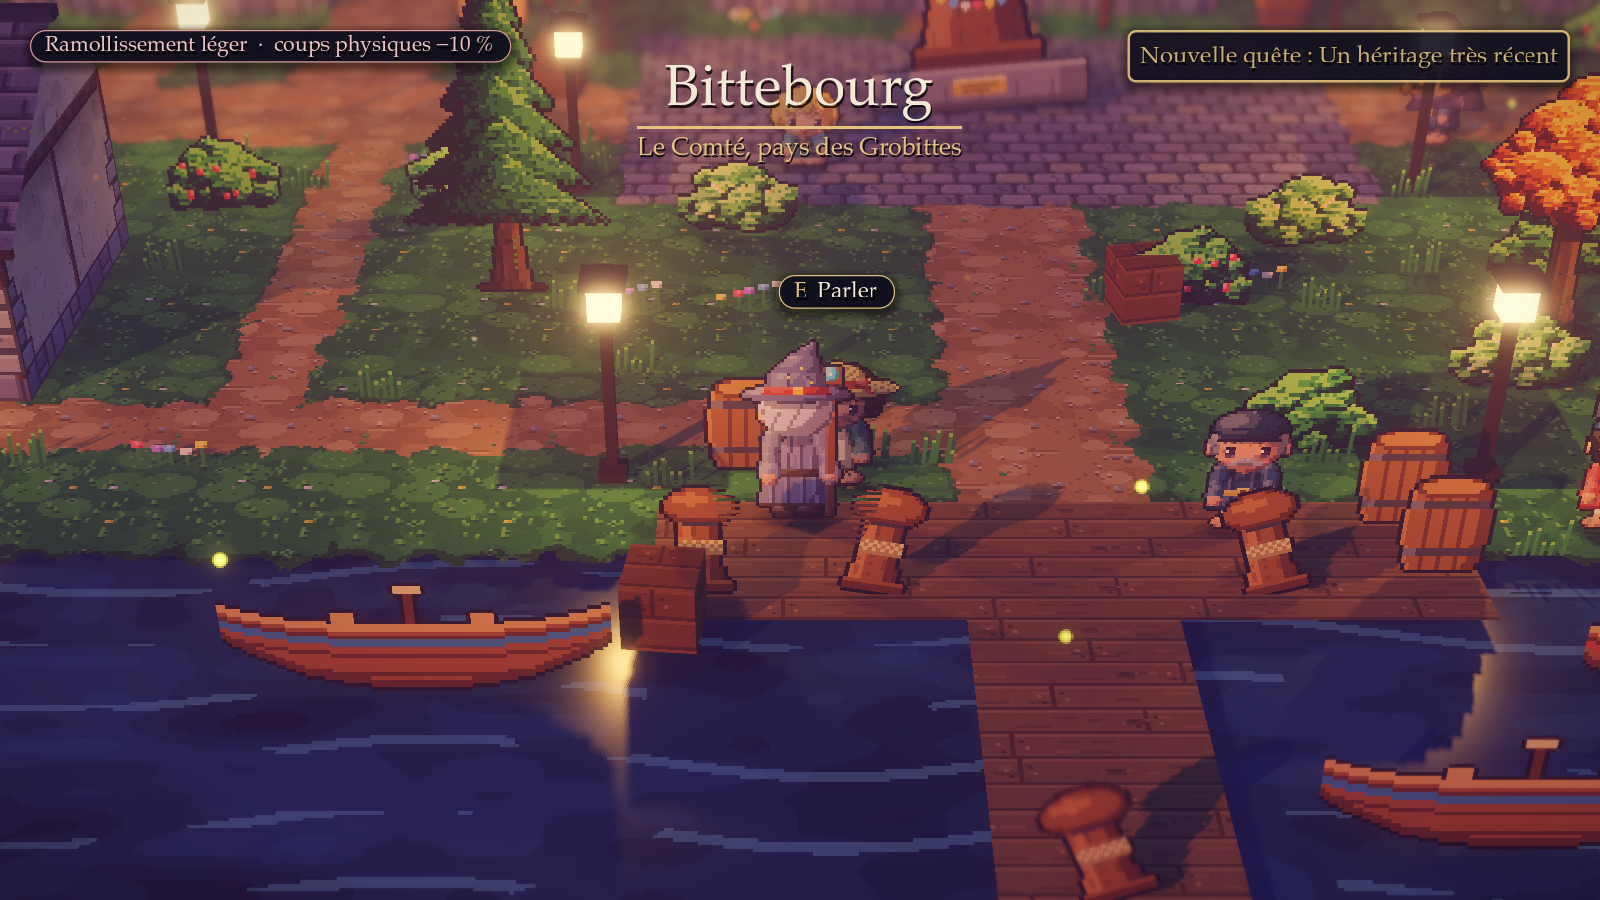 Ramollissement léger · coups physiques −10 %
Nouvelle quête : Un héritage très récent
Bittebourg
Le Comté, pays des Grobittes
E Parler